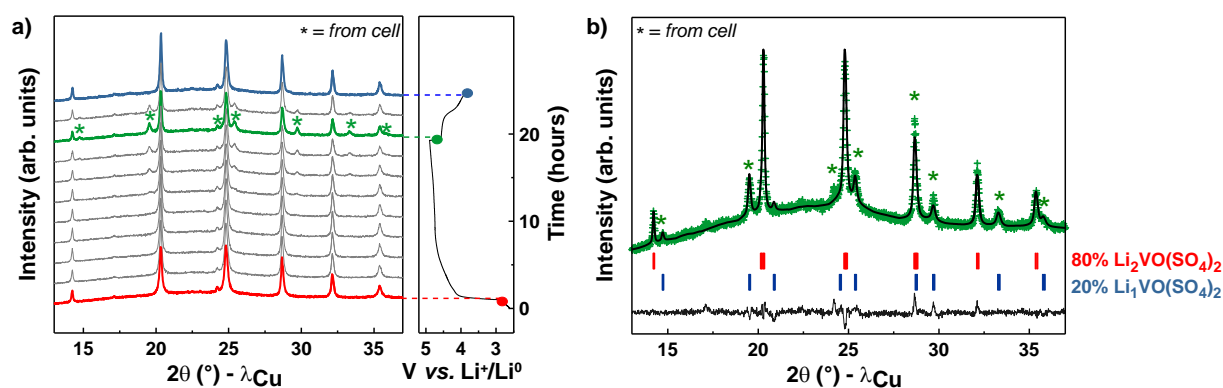 a)
* = from cell
Intensity (arb. units)
* * * * * * *
13 20 25 30 35
2θ (°) - λCu
5 4 3
V vs. Li⁺/Li⁰
20
10
0
Time (hours)
b)
* = from cell
Intensity (arb. units)
* * * * * * * *
80% Li₂VO(SO₄)₂
20% Li₁VO(SO₄)₂
15 20 25 30 35
2θ (°) - λCu